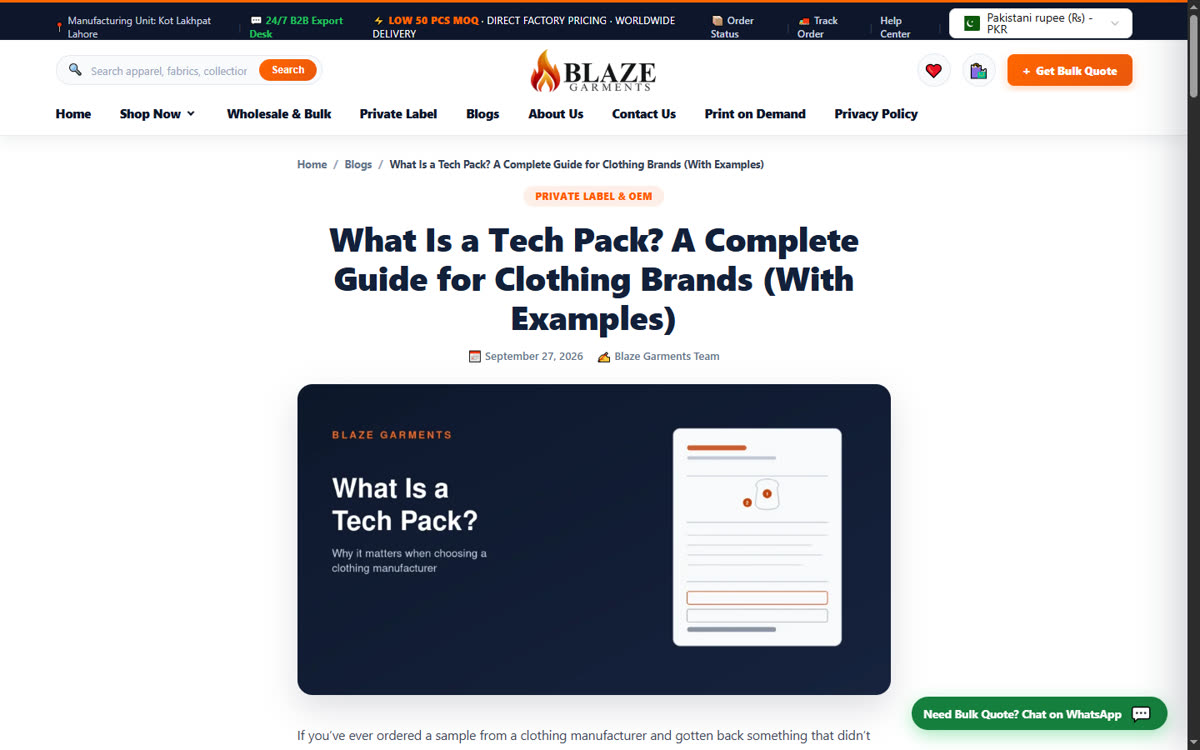 Manufacturing Unit: Kot Lakhpat
Lahore
24/7 B2B Export
Desk
LOW 50 PCS MOQ · DIRECT FACTORY PRICING · WORLDWIDE
DELIVERY
Order
Status
Track
Order
Help
Center
Pakistani rupee (₨) -
PKR
Search apparel, fabrics, collection
Search
BLAZE
GARMENTS
+ Get Bulk Quote
Home
Shop Now
Wholesale & Bulk
Private Label
Blogs
About Us
Contact Us
Print on Demand
Privacy Policy
Home / Blogs / What Is a Tech Pack? A Complete Guide for Clothing Brands (With Examples)
PRIVATE LABEL & OEM
What Is a Tech Pack? A Complete
Guide for Clothing Brands (With
Examples)
September 27, 2026
Blaze Garments Team
BLAZE GARMENTS
What Is a
Tech Pack?
Why it matters when choosing a
clothing manufacturer
Need Bulk Quote? Chat on WhatsApp
If you've ever ordered a sample from a clothing manufacturer and gotten back something that didn't